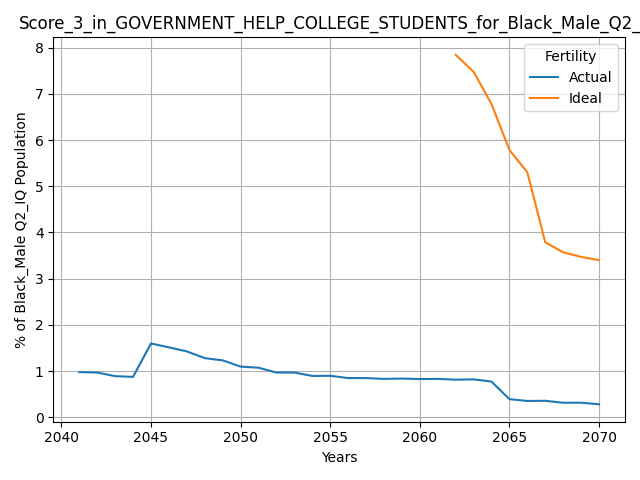 Score_3_in_GOVERNMENT_HELP_COLLEGE_STUDENTS_for_Black_Male_Q2_
8
7
6
5
4
3
2
1
0
% of Black_Male Q2_IQ Population
Fertility
Actual
Ideal
2040 2045 2050 2055 2060 2065 2070
Years